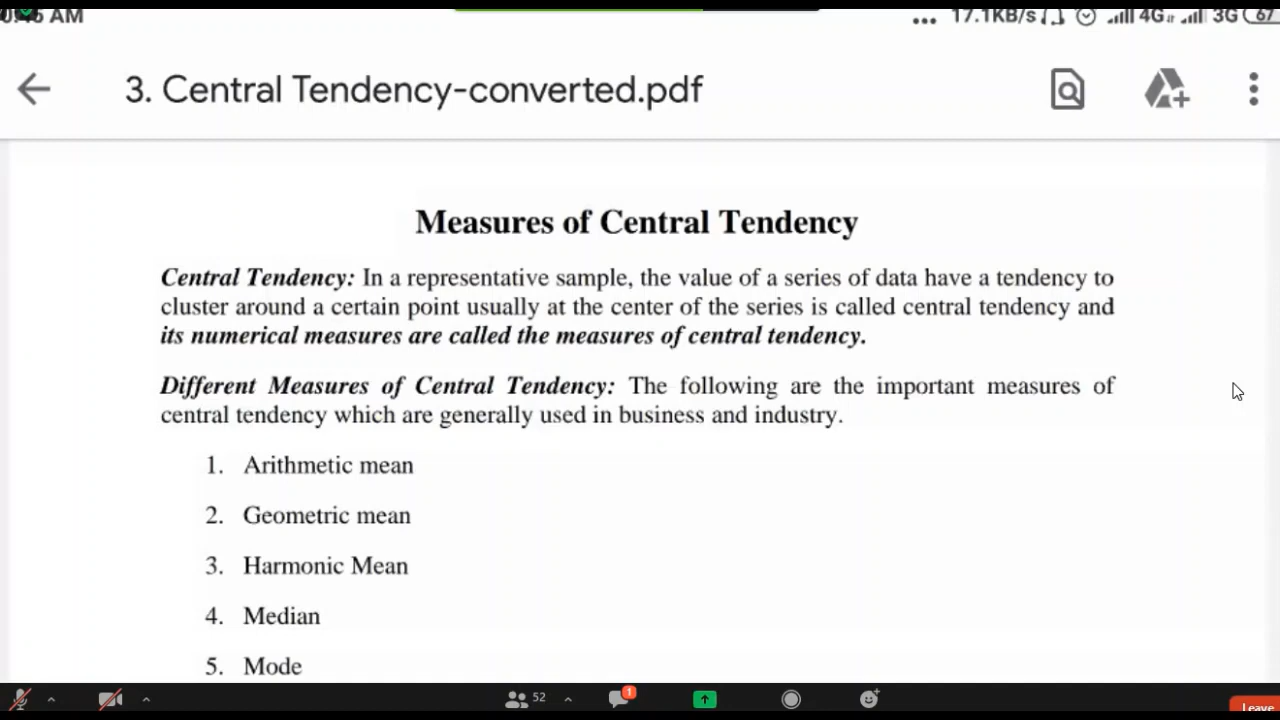 AM
... 17.1KB/s 4G 3G 67
3. Central Tendency-converted.pdf
Measures of Central Tendency
Central Tendency: In a representative sample, the value of a series of data have a tendency to
cluster around a certain point usually at the center of the series is called central tendency and
its numerical measures are called the measures of central tendency.
Different Measures of Central Tendency: The following are the important measures of
central tendency which are generally used in business and industry.
1. Arithmetic mean
2. Geometric mean
3. Harmonic Mean
4. Median
5. Mode
52 1
Leave